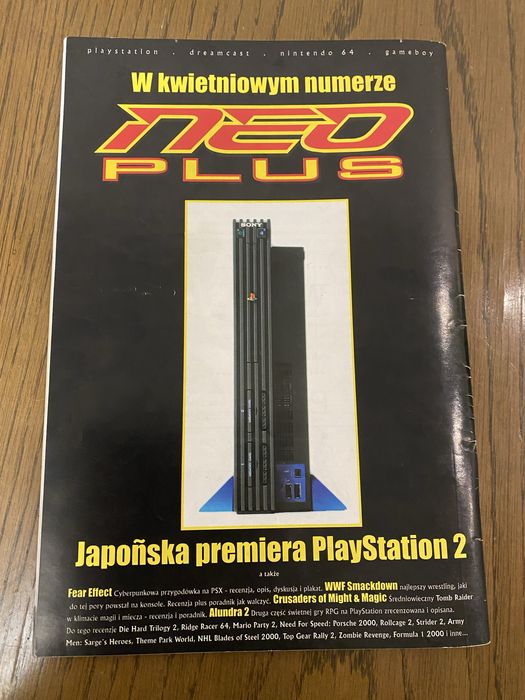 playstation . dreamcast . nintendo 64 . gameboy
W kwietniowym numerze
NEO
PLUS
SONY
Japońska premiera PlayStation 2
a także
Fear Effect Cyberpunkowa przygodówka na PSX - recenzja, opis, dyskusja i plakat. WWF Smackdown najlepszy wrestling, jaki
do tej pory powstał na konsole. Recenzja plus poradnik jak walczyć. Crusaders of Might & Magic Średniowieczny Tomb Raider
w klimacie magii i miecza - recenzja i poradnik. Alundra 2 Druga część świetnej gry RPG na PlayStation zrecenzowana i opisana.
Do tego recenzje Die Hard Trilogy 2, Ridge Racer 64, Mario Party 2, Need For Speed: Porsche 2000, Rollcage 2, Strider 2, Army
Men: Sarge's Heroes, Theme Park World, NHL Blades of Steel 2000, Top Gear Rally 2, Zombie Revenge, Formula 1 2000 i inne...